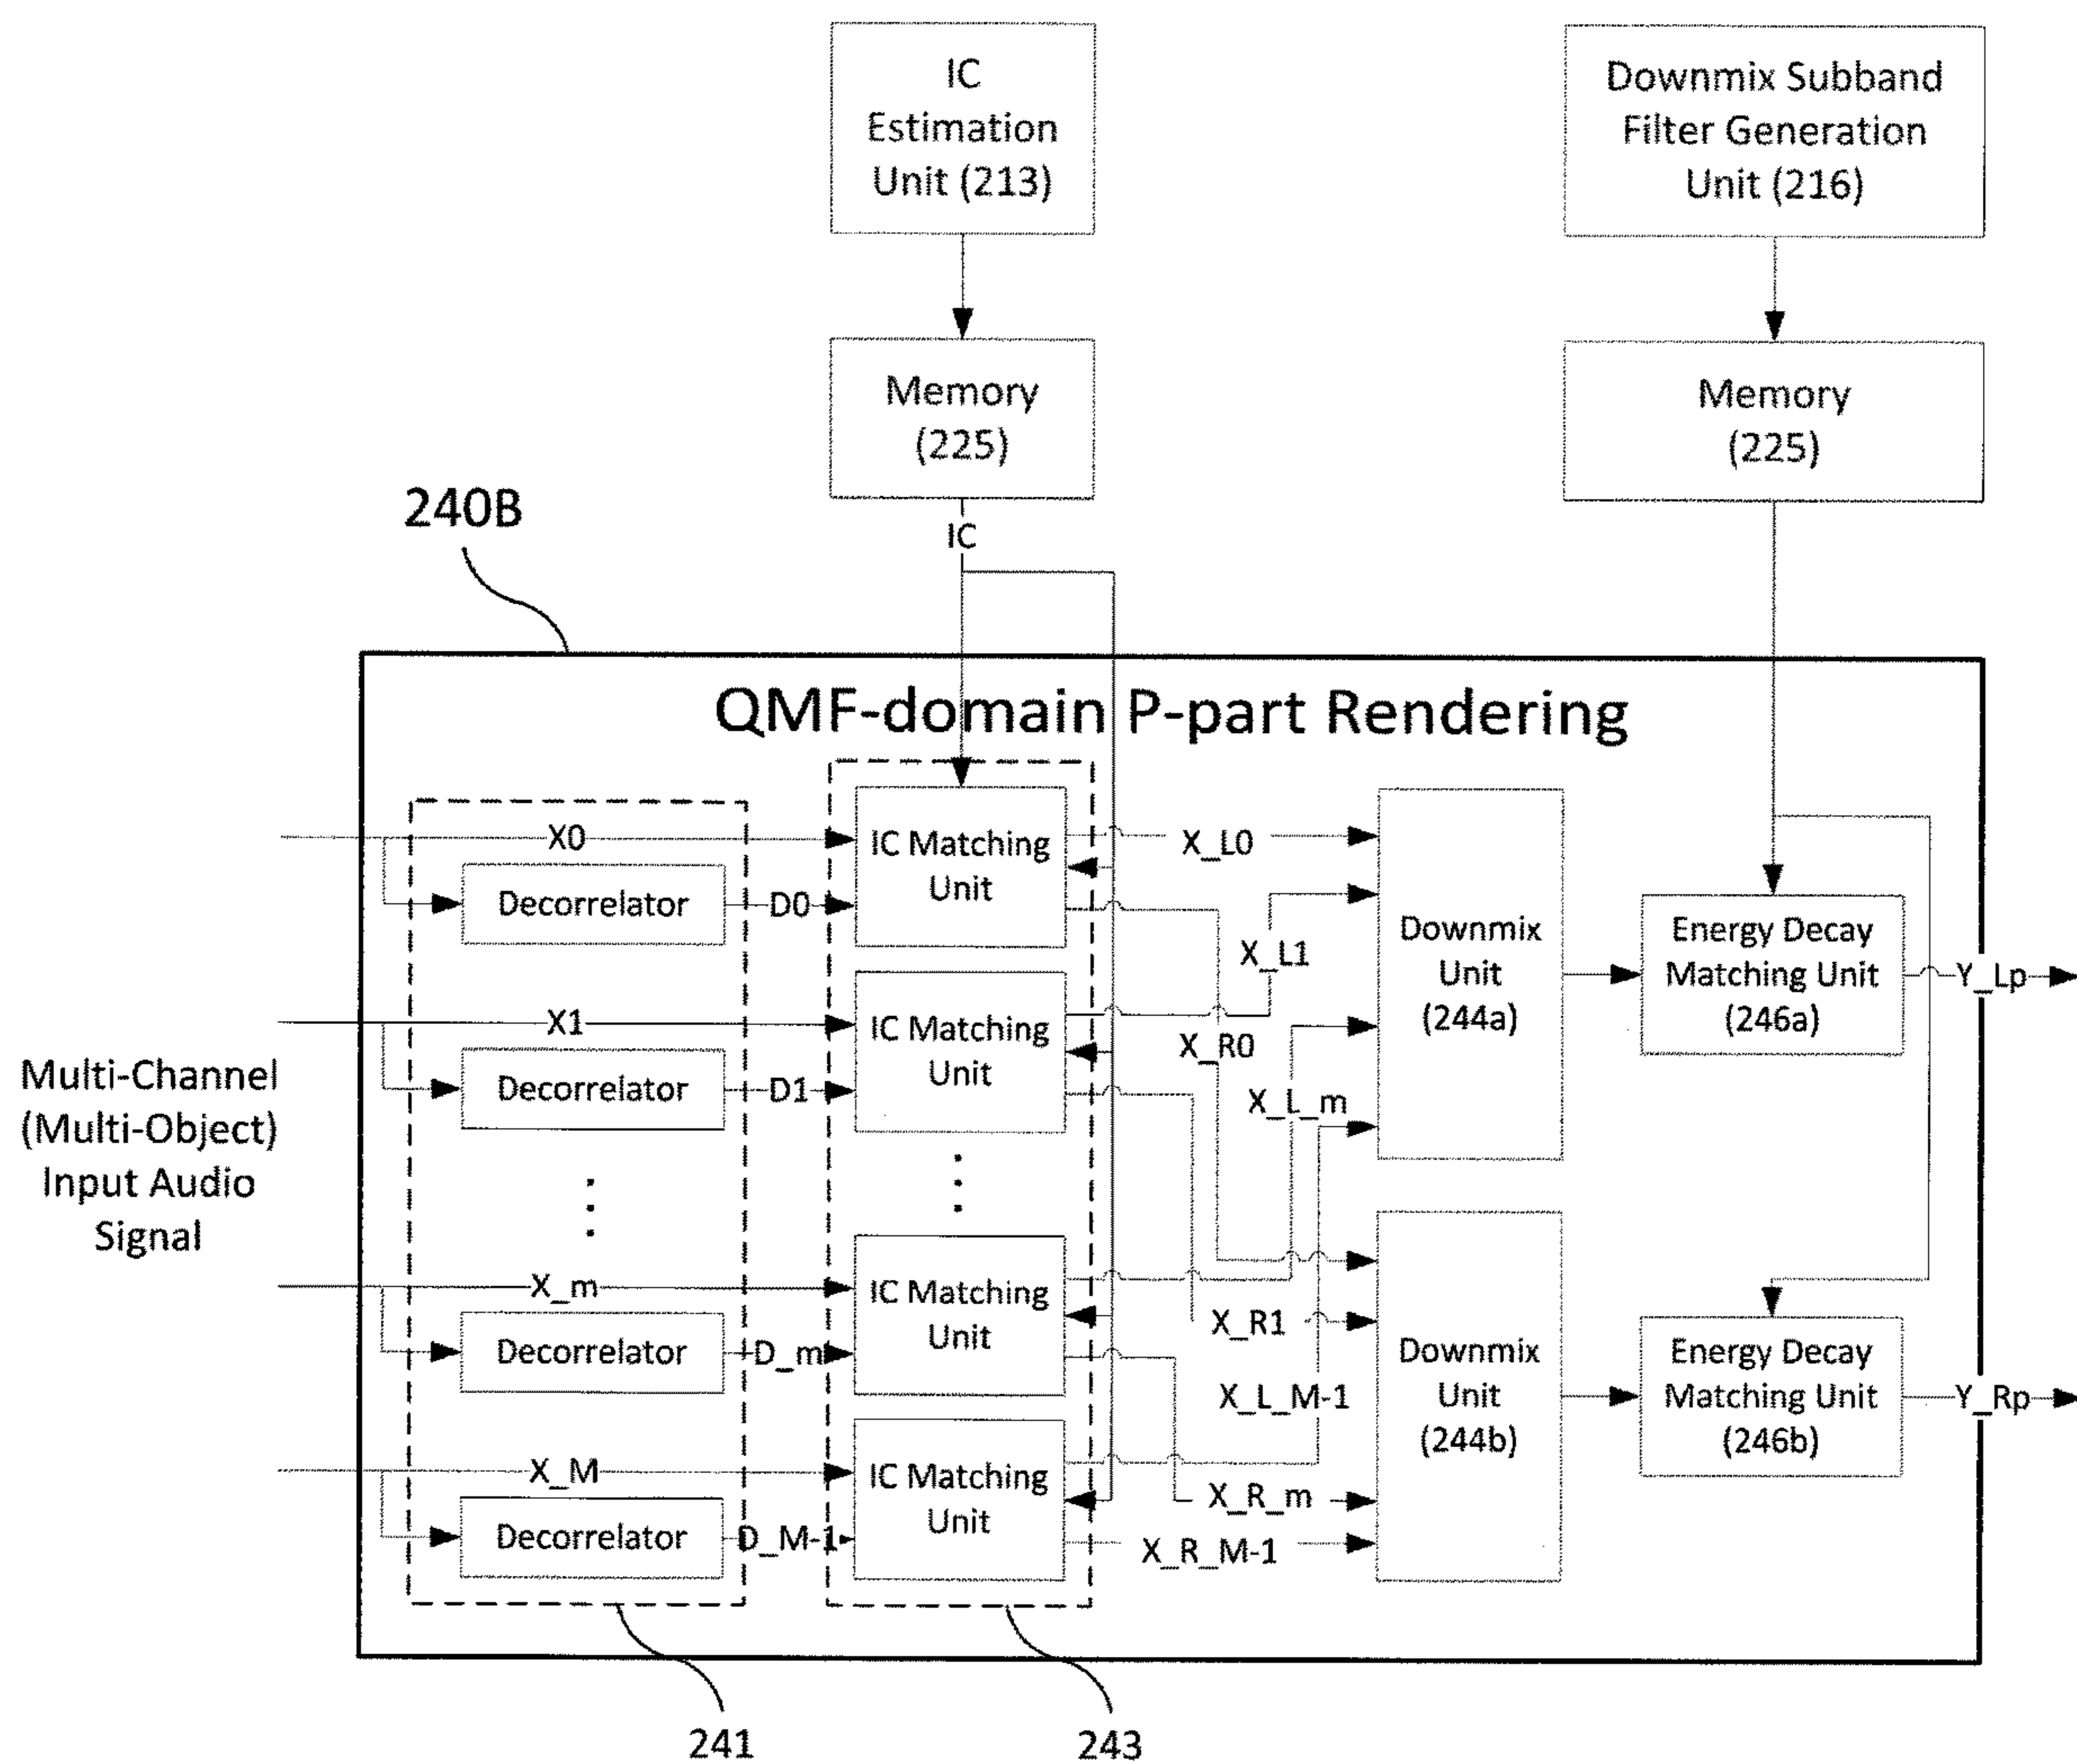 IC
Estimation
Unit (213)
Downmix Subband
Filter Generation
Unit (216)
Memory
(225)
Memory
(225)
240B
IC
QMF-domain P-part Rendering
Multi-Channel
(Multi-Object)
Input Audio
Signal
X0
Decorrelator
D0
IC Matching
Unit
X_L0
X_L1
X1
Decorrelator
D1
IC Matching
Unit
X_R0
X_L_m
Downmix
Unit
(244a)
Energy Decay
Matching Unit
(246a)
Y_Lp
X_m
Decorrelator
D_m
IC Matching
Unit
X_R1
X_L_M-1
Downmix
Unit
(244b)
Energy Decay
Matching Unit
(246b)
Y_Rp
X_M
Decorrelator
D_M-1
IC Matching
Unit
X_R_m
X_R_M-1
241
243